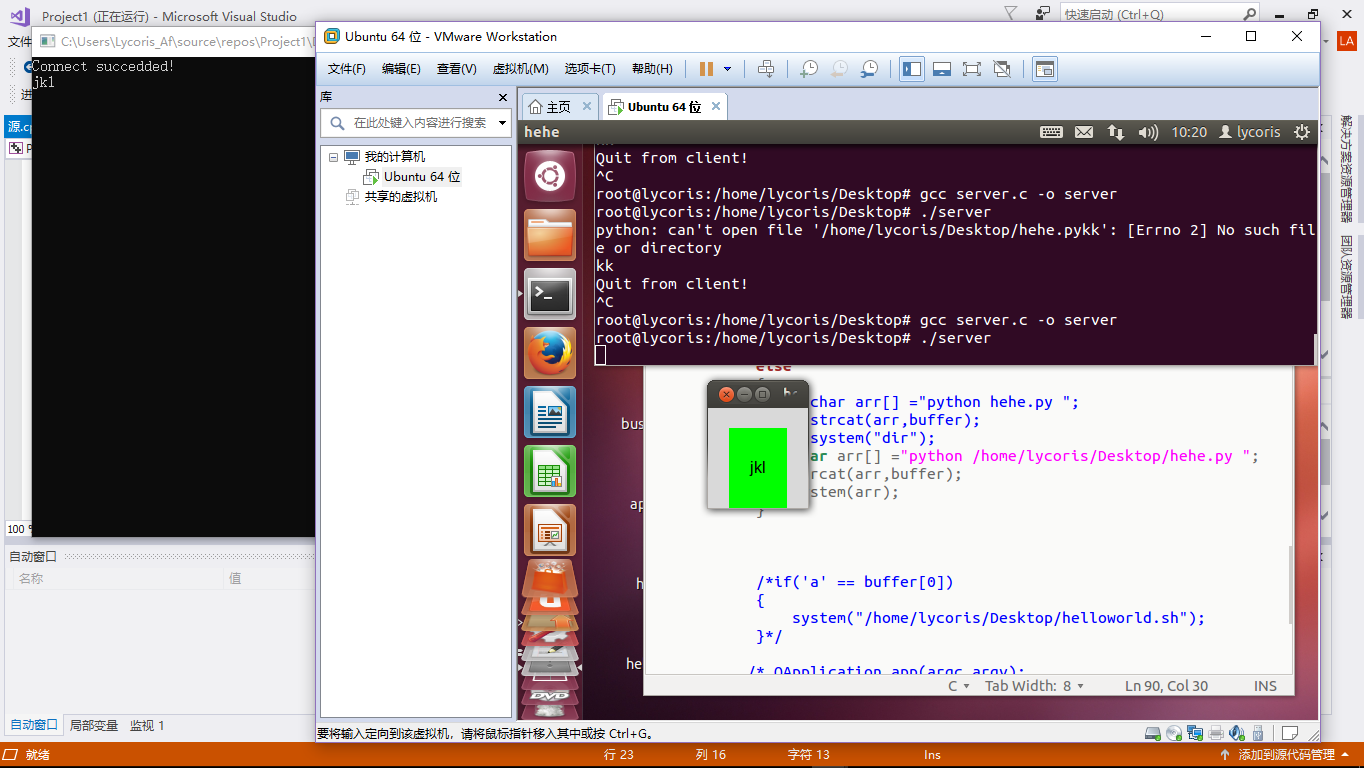 Project1 (正在运行) - Microsoft Visual Studio
快速启动 (Ctrl+Q)
LA
C:\Users\Lycoris_Af\source\repos\Project1\
Connect succedded!
jkl
100 %
自动窗口
名称
值
自动窗口
局部变量
监视 1
就绪
行 23
列 16
字符 13
Ins
添加到源代码管理
解决方案资源管理器
团队资源管理器
Ubuntu 64 位 - VMware Workstation
文件(F)
编辑(E)
查看(V)
虚拟机(M)
选项卡(T)
帮助(H)
库
在此处键入内容进行搜索
我的计算机
Ubuntu 64 位
共享的虚拟机
主页
Ubuntu 64 位
hehe
10:20
lycoris
Quit from client!
^C
root@lycoris:/home/lycoris/Desktop# gcc server.c -o server
root@lycoris:/home/lycoris/Desktop# ./server
python: can't open file '/home/lycoris/Desktop/hehe.pykk': [Errno 2] No such fil
e or directory
kk
Quit from client!
^C
root@lycoris:/home/lycoris/Desktop# gcc server.c -o server
root@lycoris:/home/lycoris/Desktop# ./server
else
char arr[] ="python hehe.py ";
strcat(arr,buffer);
system("dir");
ar arr[] ="python /home/lycoris/Desktop/hehe.py ";
rcat(arr,buffer);
stem(arr);
}
jkl
/*if('a' == buffer[0])
{
system("/home/lycoris/Desktop/helloworld.sh");
}*/
/* QApplication app(argc,argv);
C
Tab Width: 8
Ln 90, Col 30
INS
要将输入定向到该虚拟机，请将鼠标指针移入其中或按 Ctrl+G。